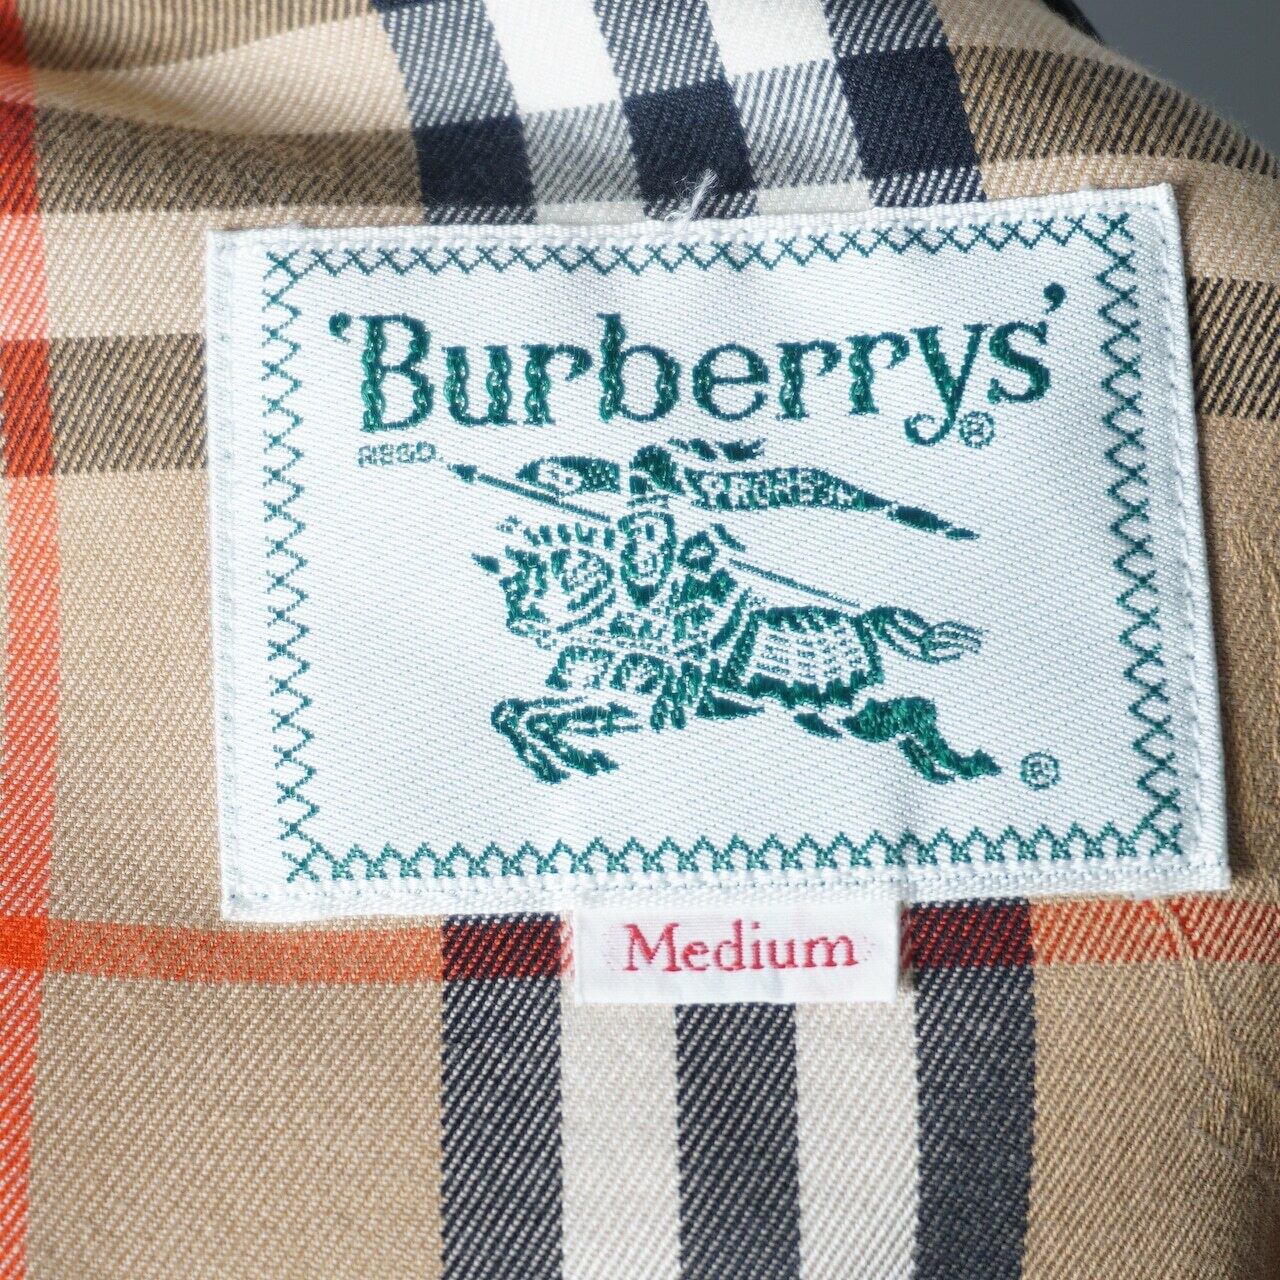 'Burberrys'®
REGD.
PRORSUM
®
Medium